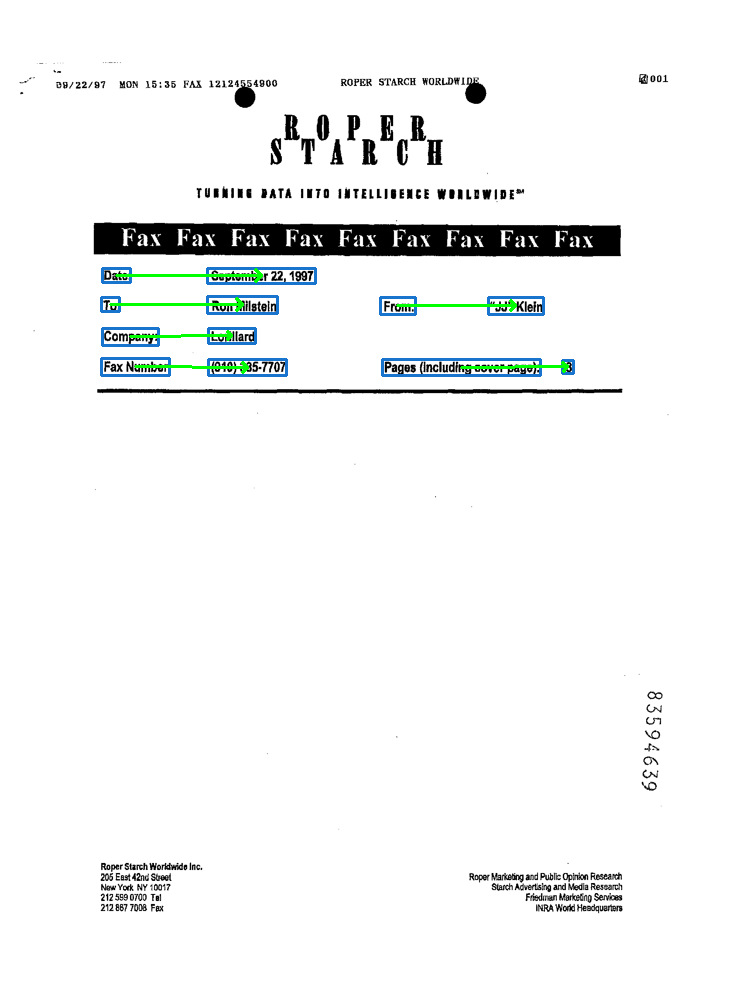 09/22/97 MON 15:35 FAX 12124554900 ROPER STARCH WORLDWIDE 001
ROPER
STARCH
TURNING DATA INTO INTELLIGENCE WORLDWIDE℠
Fax Fax Fax Fax Fax Fax Fax Fax Fax
Date: September 22, 1997
To: Ron Milstein From: "JJ" Klein
Company: Lorillard
Fax Number: (910) 335-7707 Pages (including cover page): 3
83594639
Roper Starch Worldwide Inc.
205 East 42nd Street
New York NY 10017
212 599 0700 Tel
212 867 7008 Fax
Roper Marketing and Public Opinion Research
Starch Advertising and Media Research
Friedman Marketing Services
INRA World Headquarters